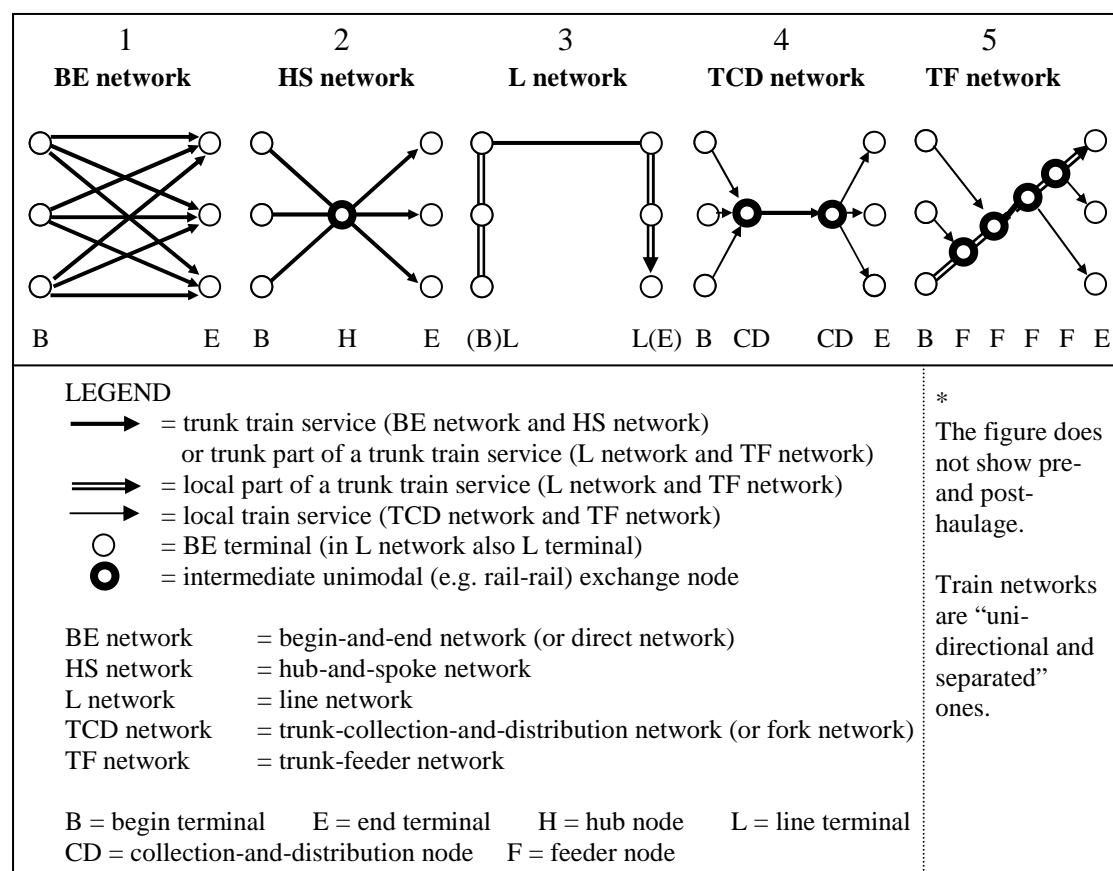 1 2 3 4 5
BE network HS network L network TCD network TF network
B E B H E (B)L L(E) B CD CD E B F F F F E
LEGEND
= trunk train service (BE network and HS network)
or trunk part of a trunk train service (L network and TF network)
= local part of a trunk train service (L network and TF network)
= local train service (TCD network and TF network)
= BE terminal (in L network also L terminal)
= intermediate unimodal (e.g. rail-rail) exchange node
BE network = begin-and-end network (or direct network)
HS network = hub-and-spoke network
L network = line network
TCD network = trunk-collection-and-distribution network (or fork network)
TF network = trunk-feeder network
B = begin terminal E = end terminal H = hub node L = line terminal
CD = collection-and-distribution node F = feeder node
*
The figure does
not show pre-
and post-
haulage.
Train networks
are “uni-
directional and
separated”
ones.